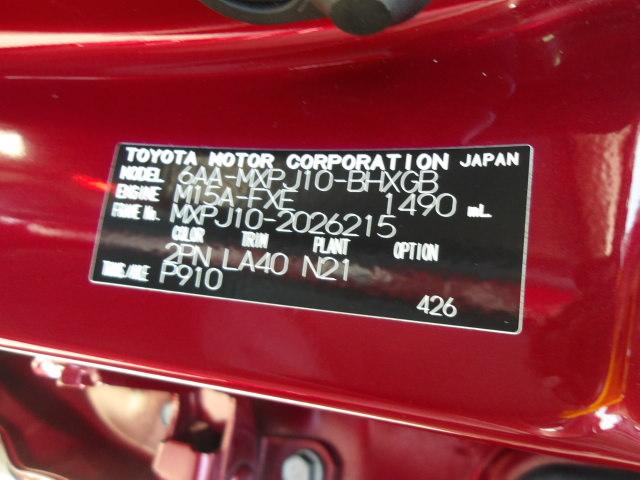 TOYOTA MOTOR CORPORATION JAPAN
MODEL 6AA-MXPJ10-BHXGB
ENGINE M15A-FXE 1490 mL
FRAME No. MXPJ10-2026215
COLOR TRIM PLANT OPTION
2PN LA40 N21
TRANS/AXLE P910
426